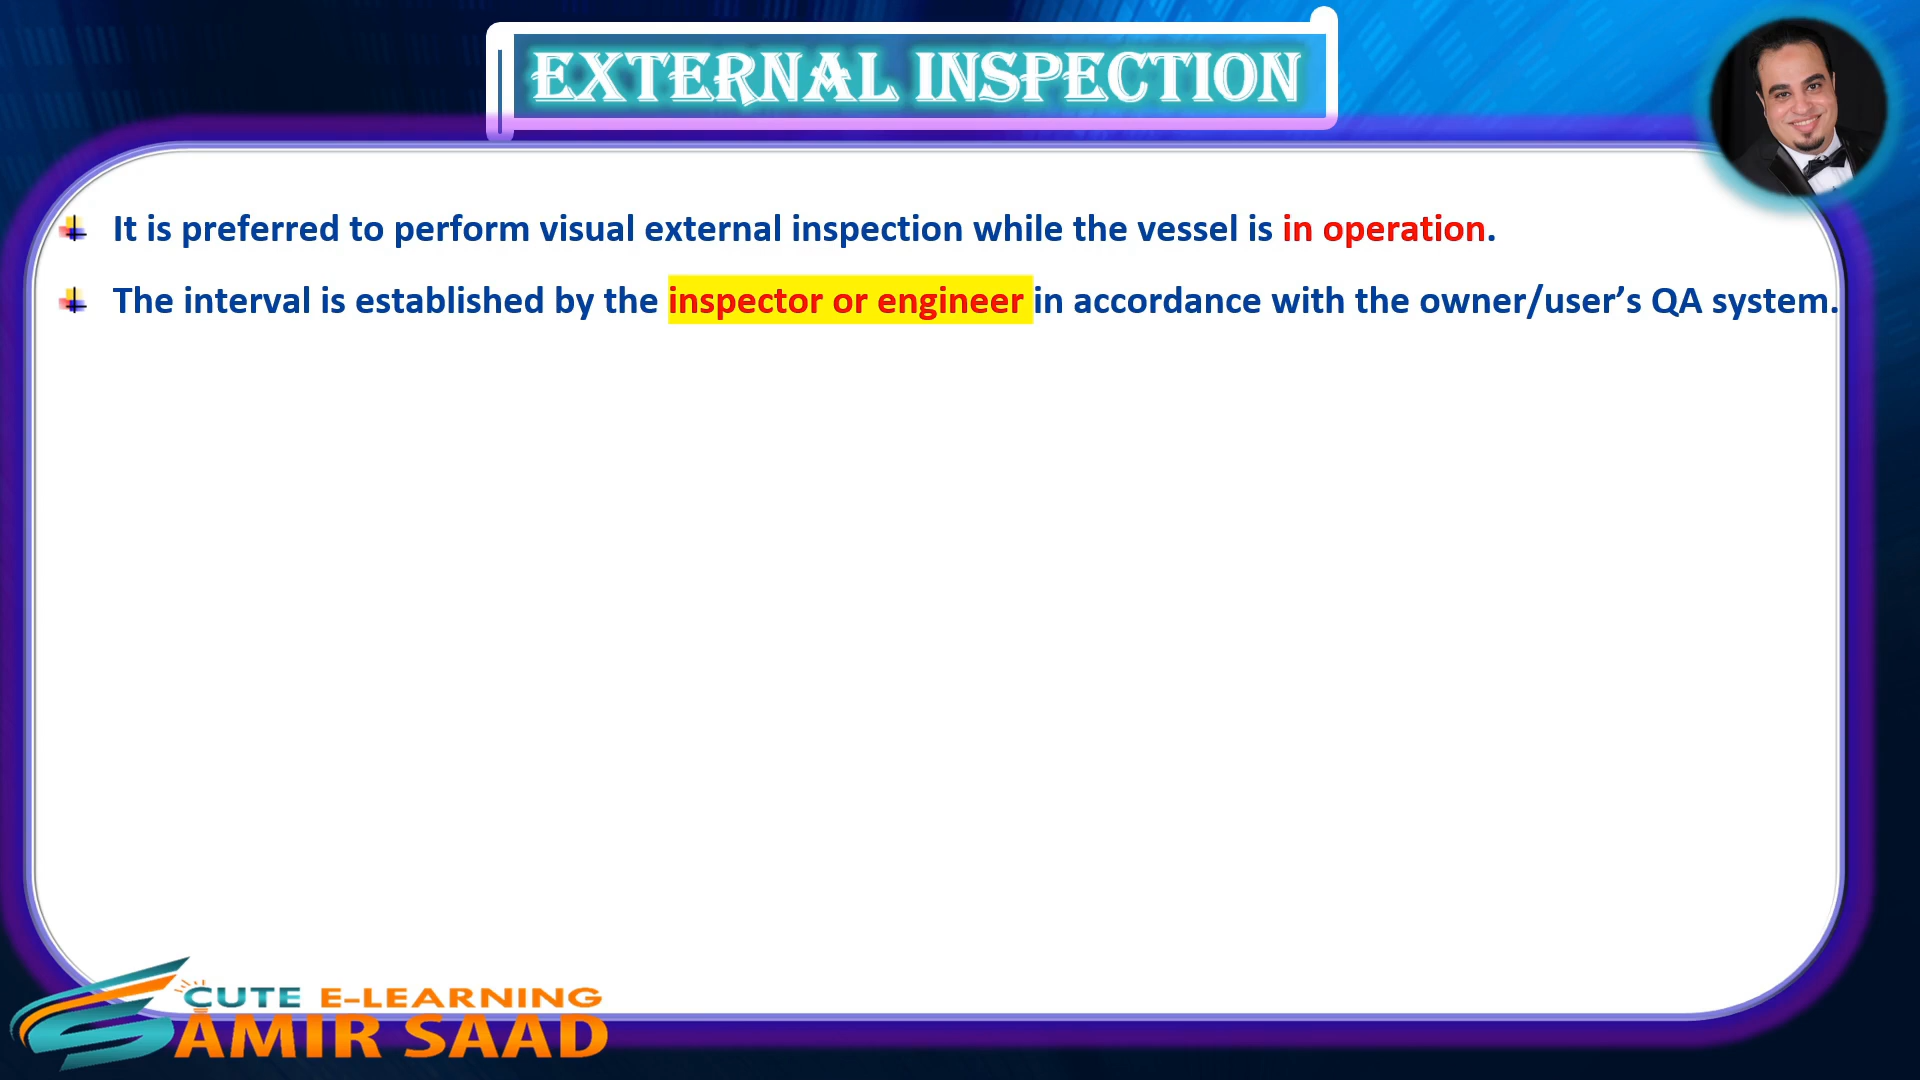 EXTERNAL INSPECTION
It is preferred to perform visual external inspection while the vessel is in operation.
The interval is established by the inspector or engineer in accordance with the owner/user’s QA system.
CUTE E-LEARNING
AMIR SAAD